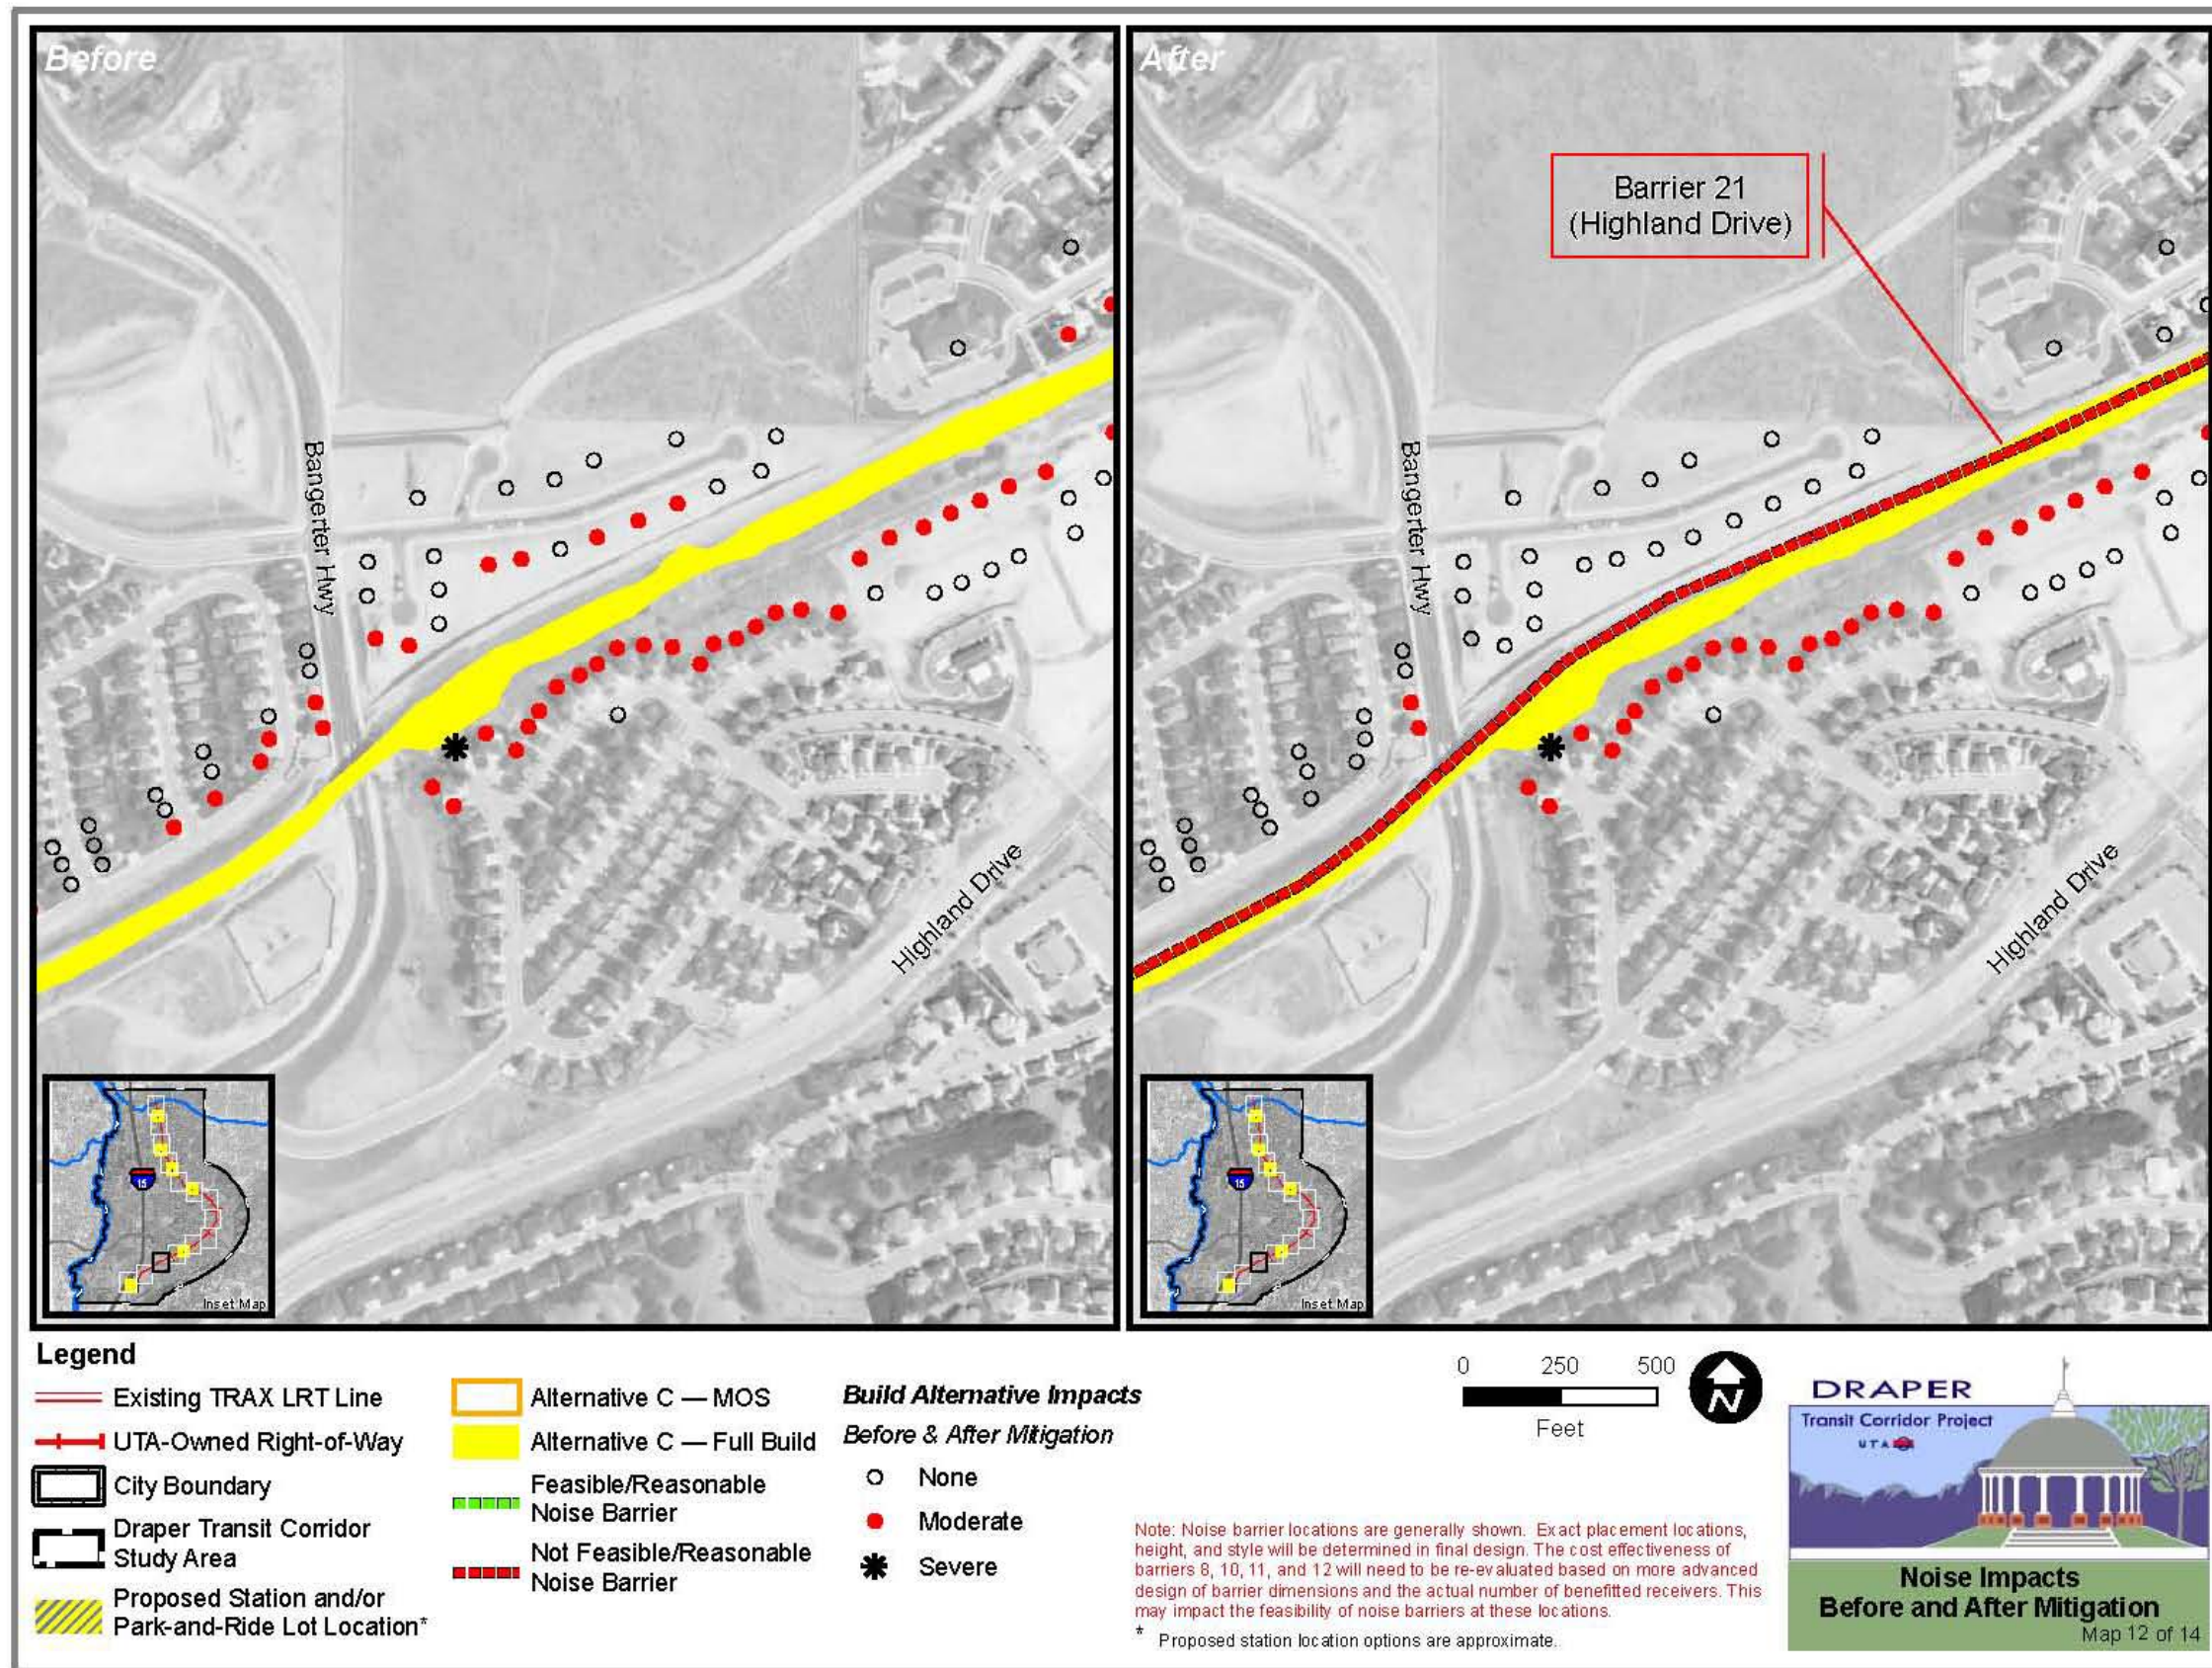 Before
Bangerter Hwy
Highland Drive
15
Inset Map
After
Barrier 21
(Highland Drive)
Bangerter Hwy
Highland Drive
15
Inset Map
Legend
Existing TRAX LRT Line
UTA-Owned Right-of-Way
City Boundary
Draper Transit Corridor
Study Area
Proposed Station and/or
Park-and-Ride Lot Location*
Alternative C — MOS
Alternative C — Full Build
Feasible/Reasonable
Noise Barrier
Not Feasible/Reasonable
Noise Barrier
Build Alternative Impacts
Before & After Mitigation
None
Moderate
Severe
0 250 500
Feet
N
Note: Noise barrier locations are generally shown. Exact placement locations,
height, and style will be determined in final design. The cost effectiveness of
barriers 8, 10, 11, and 12 will need to be re-evaluated based on more advanced
design of barrier dimensions and the actual number of benefitted receivers. This
may impact the feasibility of noise barriers at these locations.
* Proposed station location options are approximate.
DRAPER
Transit Corridor Project
UTA
Noise Impacts
Before and After Mitigation
Map 12 of 14